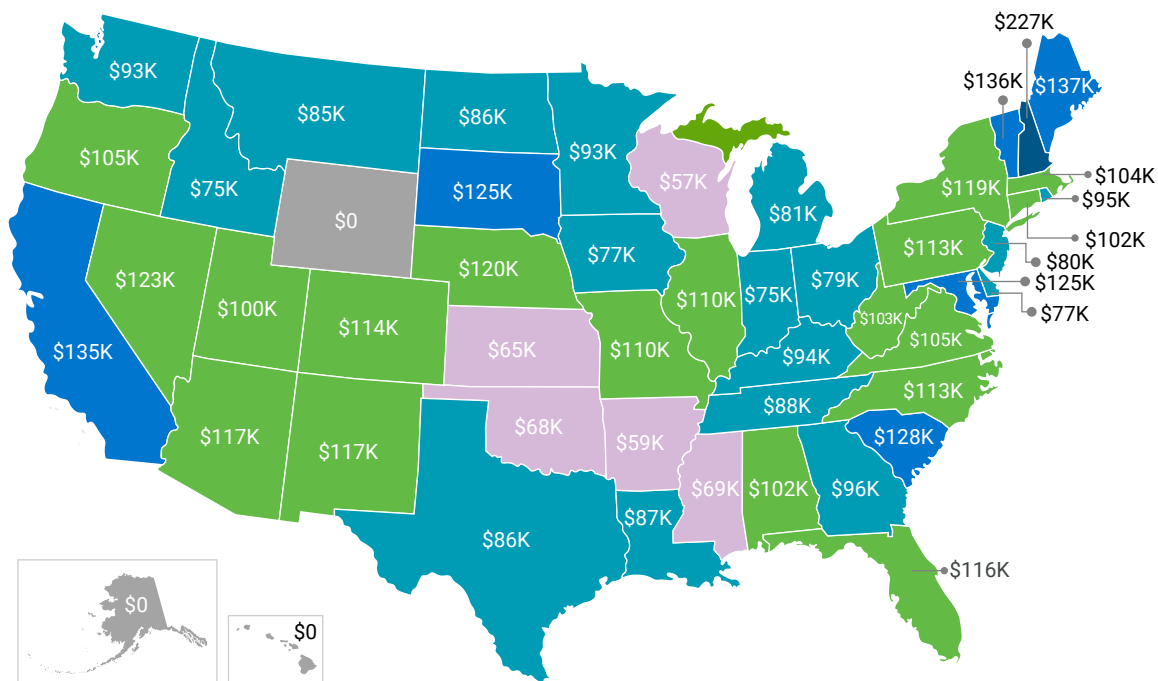 $227K
$93K
$136K
$137K
$85K
$86K
$93K
$105K
$57K
$104K
$75K
$125K
$119K
$95K
$0
$81K
$102K
$113K
$77K
$80K
$120K
$123K
$79K
$125K
$75K
$100K
$110K
$114K
$103K
$77K
$105K
$135K
$65K
$110K
$94K
$113K
$88K
$68K
$117K
$59K
$128K
$117K
$69K
$102K
$96K
$87K
$86K
$116K
$0
$0